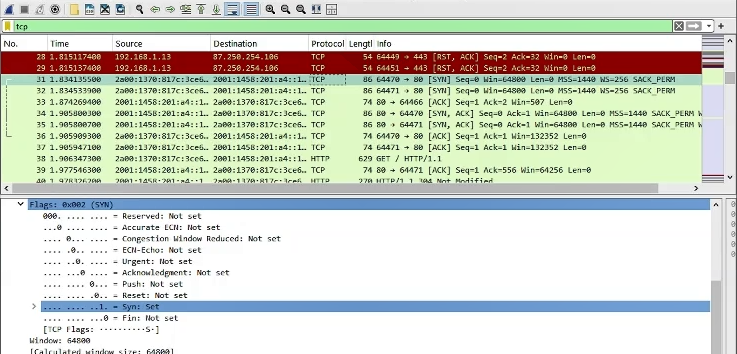 tcp
No. Time Source Destination Protocol Lengtl Info
28 1.815117400 192.168.1.13 87.250.254.106 TCP 54 64449 → 443 [RST, ACK] Seq=2 Ack=32 Win=0 Len=0
29 1.815137400 192.168.1.13 87.250.254.106 TCP 54 64451 → 443 [RST, ACK] Seq=2 Ack=32 Win=0 Len=0
31 1.834135500 2a00:1370:817c:3ce6… 2001:1458:201:a4::1… TCP 86 64470 → 80 [SYN] Seq=0 Win=64800 Len=0 MSS=1440 WS=256 SACK_PERM
32 1.834533900 2a00:1370:817c:3ce6… 2001:1458:201:a4::1… TCP 86 64471 → 80 [SYN] Seq=0 Win=64800 Len=0 MSS=1440 WS=256 SACK_PERM
33 1.874269400 2001:1458:201:a4::1… 2a00:1370:817c:3ce6… TCP 74 80 → 64466 [ACK] Seq=1 Ack=2 Win=507 Len=0
34 1.905800700 2001:1458:201:a4::1… 2a00:1370:817c:3ce6… TCP 86 80 → 64470 [SYN, ACK] Seq=0 Ack=1 Win=64800 Len=0 MSS=1440 SACK_PERM W
35 1.905800700 2001:1458:201:a4::1… 2a00:1370:817c:3ce6… TCP 86 80 → 64471 [SYN, ACK] Seq=0 Ack=1 Win=64800 Len=0 MSS=1440 SACK_PERM W
36 1.905909300 2a00:1370:817c:3ce6… 2001:1458:201:a4::1… TCP 74 64470 → 80 [ACK] Seq=1 Ack=1 Win=132352 Len=0
37 1.905947100 2a00:1370:817c:3ce6… 2001:1458:201:a4::1… TCP 74 64471 → 80 [ACK] Seq=1 Ack=1 Win=132352 Len=0
38 1.906347300 2a00:1370:817c:3ce6… 2001:1458:201:a4::1… HTTP 629 GET / HTTP/1.1
39 1.977546300 2001:1458:201:a4::1… 2a00:1370:817c:3ce6… TCP 74 80 → 64471 [ACK] Seq=1 Ack=556 Win=64256 Len=0
40 1.978326200 2001:1458:201:a4::1… 2a00:1370:817c:3ce6… HTTP 270 HTTP/1.1 304 Not Modified
Flags: 0x002 (SYN)
000. .... .... = Reserved: Not set
...0 .... .... = Accurate ECN: Not set
.... 0... .... = Congestion Window Reduced: Not set
.... .0.. .... = ECN-Echo: Not set
.... ..0. .... = Urgent: Not set
.... ...0 .... = Acknowledgment: Not set
.... .... 0... = Push: Not set
.... .... .0.. = Reset: Not set
.... .... ..1. = Syn: Set
.... .... ...0 = Fin: Not set
[TCP Flags: ··········S·]
Window: 64800
[Calculated window size: 64800]